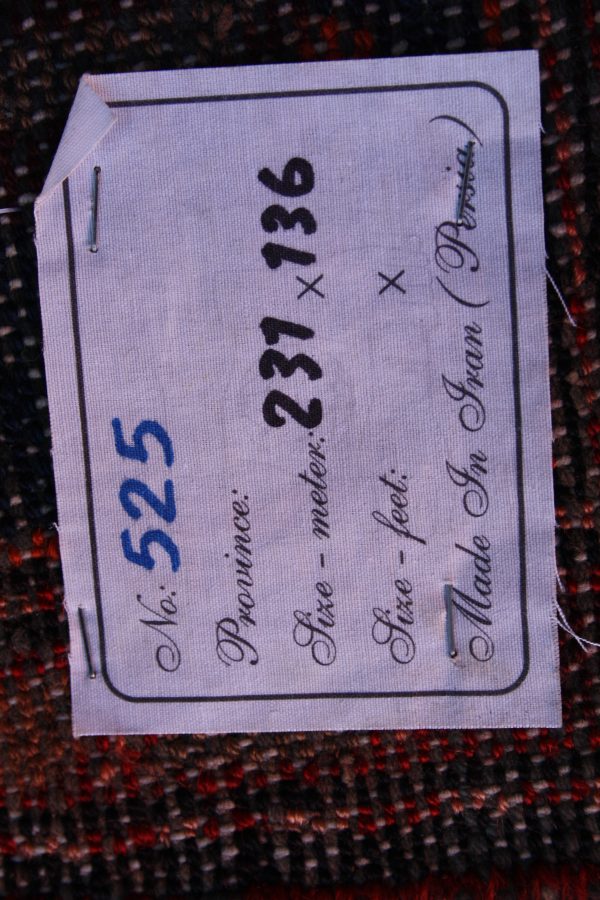 No.: 525
Province:
Size - meter: 231 x 136
Size - feet: x
Made In Iran (Persia)